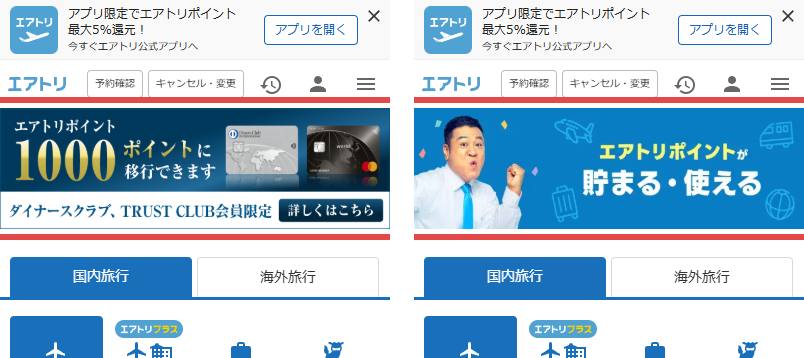 エアトリ
アプリ限定でエアトリポイント
最大5%還元！
今すぐエアトリ公式アプリへ
アプリを開く
エアトリ
予約確認
キャンセル・変更
エアトリポイント
1000ポイントに
移行できます
world
ダイナースクラブ、TRUST CLUB会員限定
詳しくはこちら
国内旅行
海外旅行
エアトリプラス
エアトリ
アプリ限定でエアトリポイント
最大5%還元！
今すぐエアトリ公式アプリへ
アプリを開く
エアトリ
予約確認
キャンセル・変更
エアトリポイントが
貯まる・使える
国内旅行
海外旅行
エアトリプラス